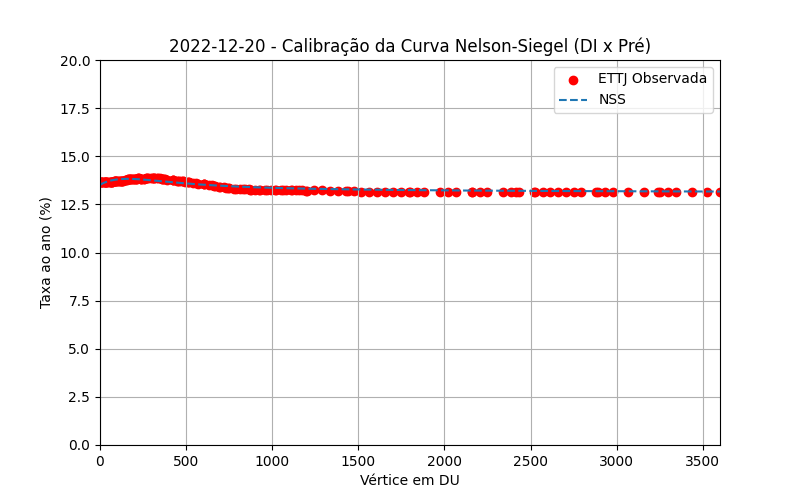 2022-12-20 - Calibração da Curva Nelson-Siegel (DI x Pré)
20.0
17.5
15.0
12.5
10.0
7.5
5.0
2.5
0.0
Taxa ao ano (%)
ETTJ Observada
NSS
0 500 1000 1500 2000 2500 3000 3500
Vértice em DU